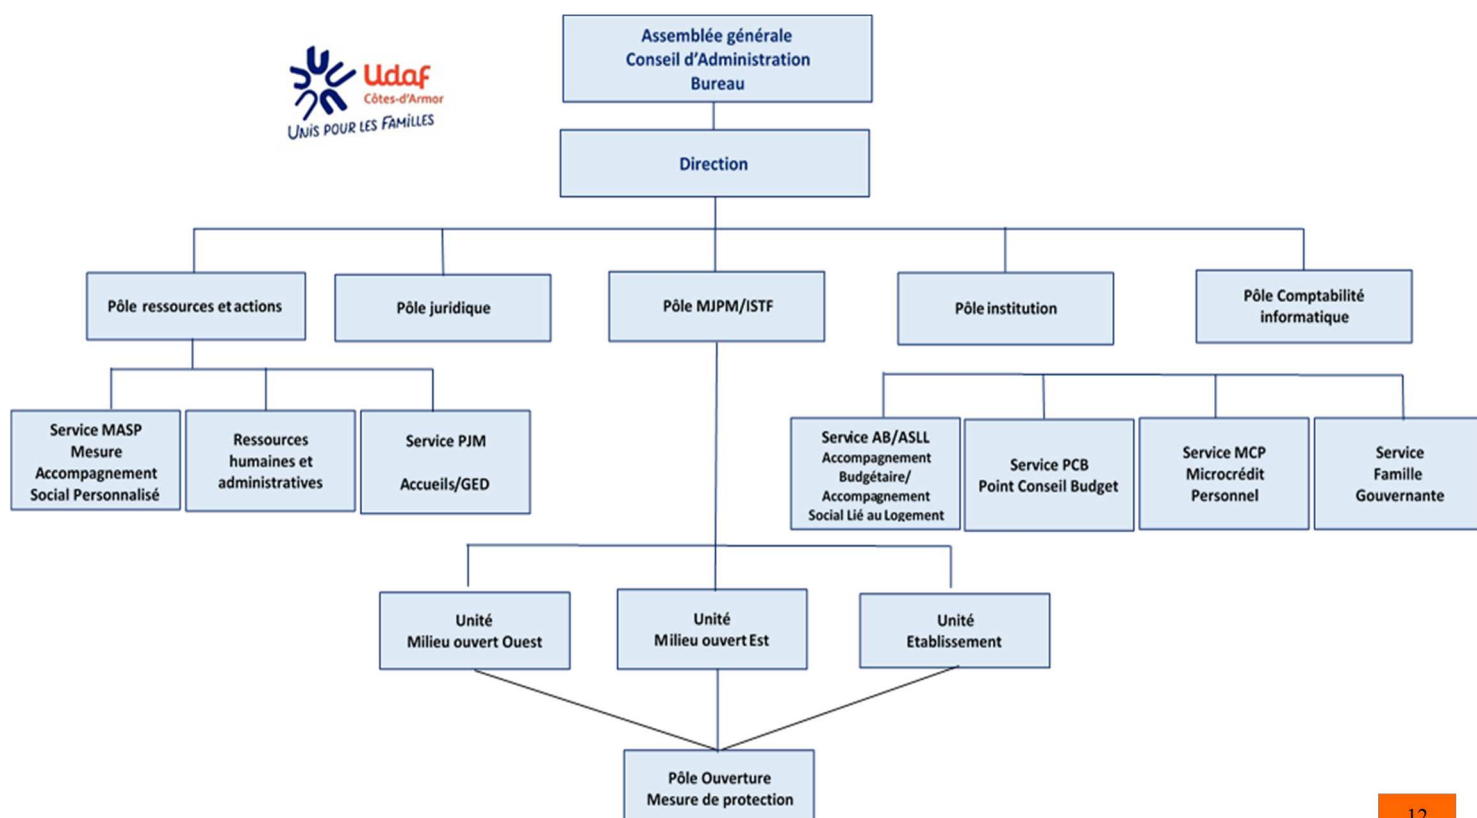 Udaf
Côtes-d'Armor
UNIS POUR LES FAMILLES
Assemblée générale
Conseil d'Administration
Bureau
Direction
Pôle ressources et actions
Pôle juridique
Pôle MJPM/ISTF
Pôle institution
Pôle Comptabilité
informatique
Service MASP
Mesure
Accompagnement
Social Personnalisé
Ressources
humaines et
administratives
Service PJM
Accueils/GED
Service AB/ASLL
Accompagnement
Budgétaire/
Accompagnement
Social Lié au Logement
Service PCB
Point Conseil Budget
Service MCP
Microcrédit
Personnel
Service
Famille
Gouvernante
Unité
Milieu ouvert Ouest
Unité
Milieu ouvert Est
Unité
Etablissement
Pôle Ouverture
Mesure de protection
12